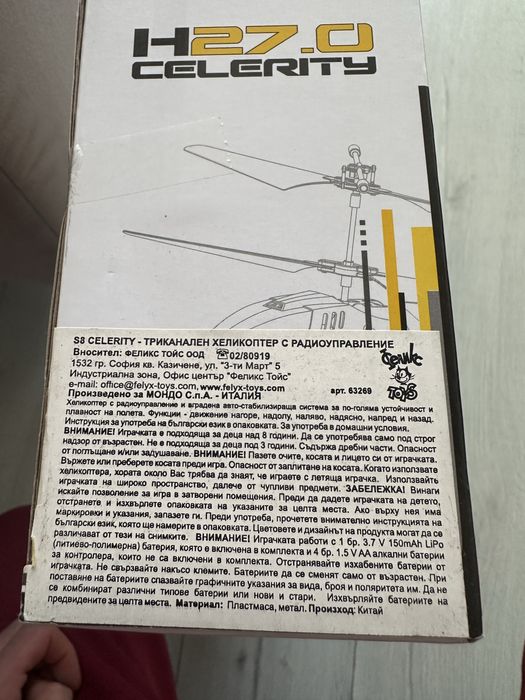 H27.0
CELERITY
S8 CELERITY - ТРИКАНАЛЕН ХЕЛИКОПТЕР С РАДИОУПРАВЛЕНИЕ
Вносител: ФЕЛИКС ТОЙС ООД ☎02/80919
1532 гр. София кв. Казичене, ул. "3-ти Март" 5
Индустриална зона, Офис център "Феликс Тойс"
e-mail: office@felyx-toys.com, www.felyx-toys.com
Произведено за МОНДО С.п.А. - ИТАЛИЯ арт. 63269
Феликс
TOYS
Хеликоптер с радиоуправление и вградена авто-стабилизираща система за по-голяма устойчивост и
плавност на полета. Функции - движение нагоре, надолу, наляво, надясно, напред и назад.
Инструкция за употреба на български език в опаковката. За употреба в домашни условия.
ВНИМАНИЕ! Играчката е подходяща за деца над 8 години. Да се употребява само под строг
надзор от възрастен. Не е подходяща за деца под 3 години. Съдържа дребни части. Опасност
от поглъщане и/или задушаване. ВНИМАНИЕ! Пазете очите, косата и лицето си от играчката.
Вържете или преберете косата преди игра. Опасност от заплитане на косата. Когато използвате
хеликоптера, хората около Вас трябва да знаят, че играете с летяща играчка. Използвайте
играчката на широко пространство, далече от чупливи предмети. ЗАБЕЛЕЖКА! Винаги
искайте позволение за игра в затворени помещения. Преди да дадете играчката на детето,
отстранете и изхвърлете опаковката на указаните за целта места. Ако върху нея има
маркировки и указания, запазете ги. Преди употреба, прочетете внимателно инструкцията на
български език, която ще намерите в опаковката. Цветовете и дизайнът на продукта могат да се
различават от тези на снимките. ВНИМАНИЕ! Играчката работи с 1 бр. 3.7 V 150mAh LiPo
(литиево-полимерна) батерия, която е включена в комплекта и 4 бр. 1.5 V AA алкални батерии
за контролера, които не са включени в комплекта. Отстранявайте изхабените батерии от
играчката. Не свързвайте накъсо клемите. Батериите да се сменят само от възрастен. При
поставяне на батериите спазвайте графичните указания за вида, броя и поляритета им. Да не
се комбинират различни типове батерии или нови и стари. Изхвърляйте батериите на
предвидените за целта места. Материал: Пластмаса, метал. Произход: Китай